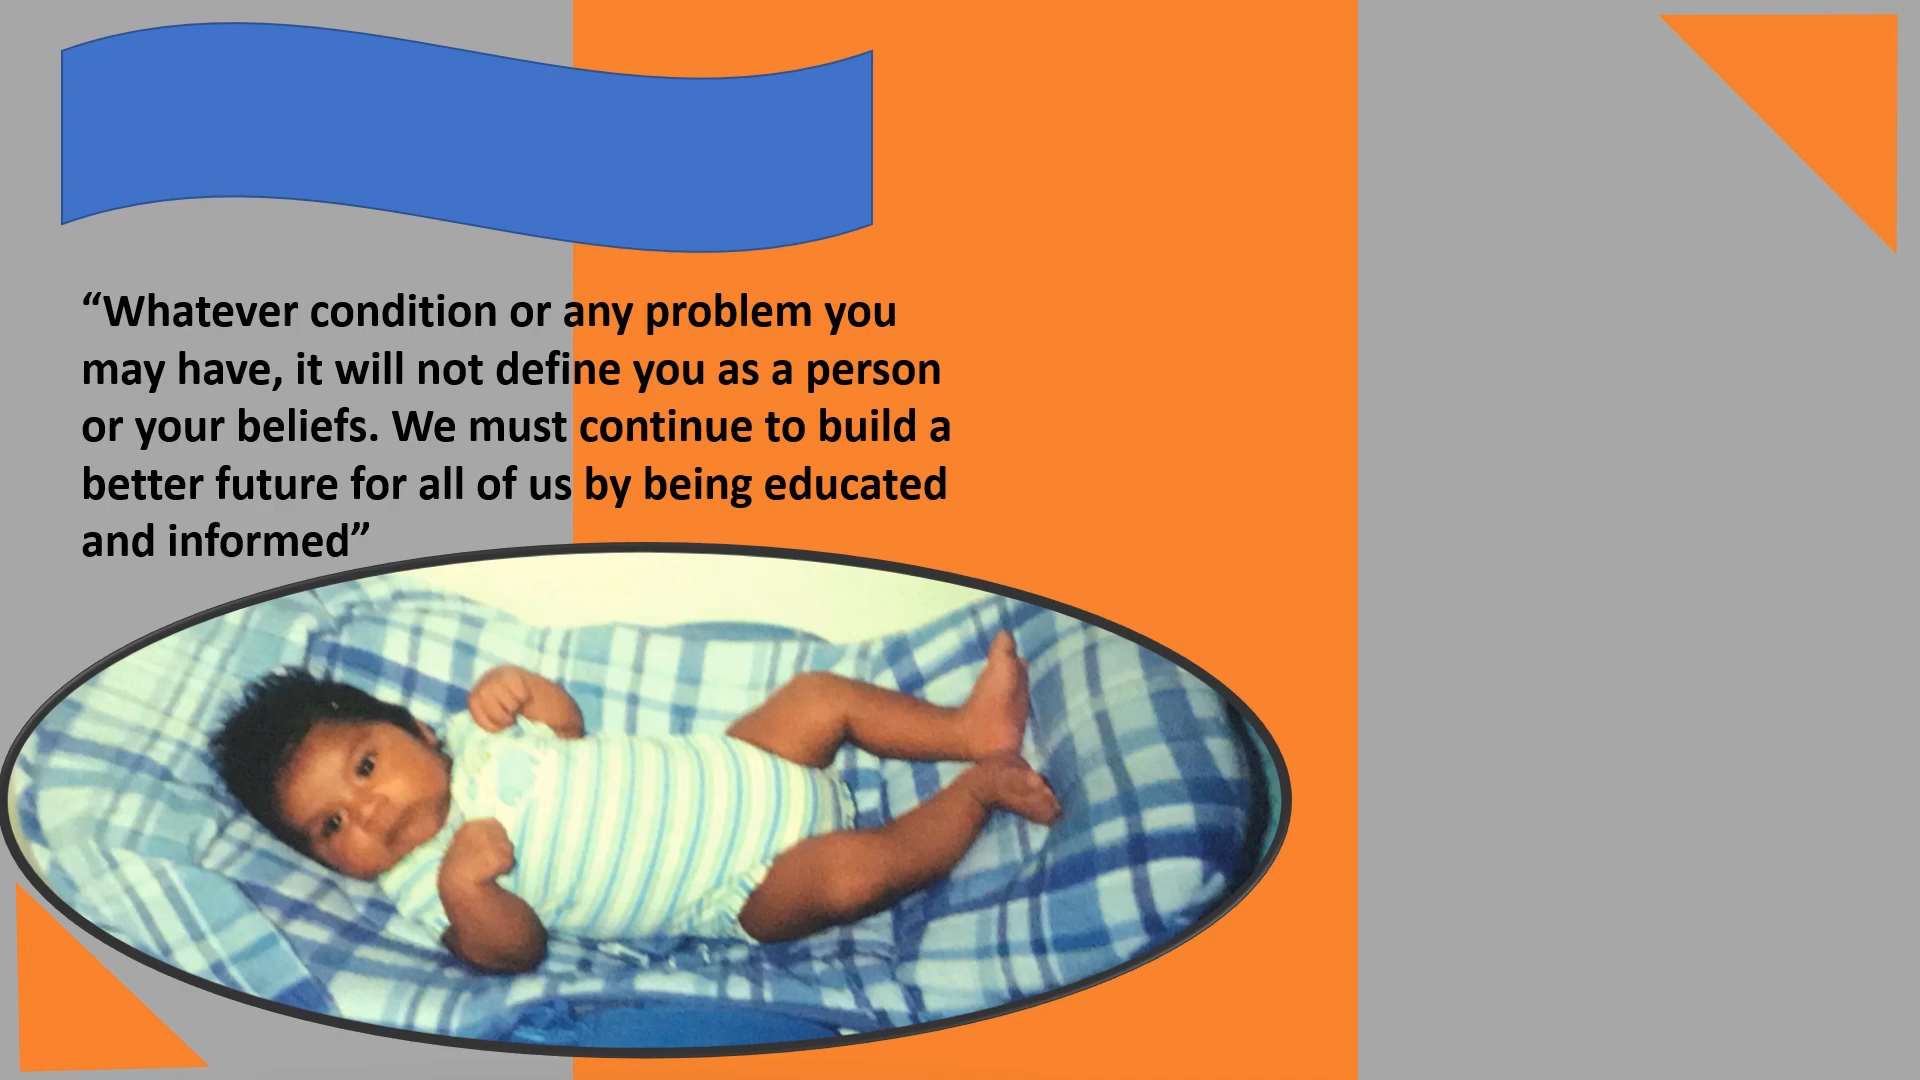 “Whatever condition or any problem you
may have, it will not define you as a person
or your beliefs. We must continue to build a
better future for all of us by being educated
and informed”